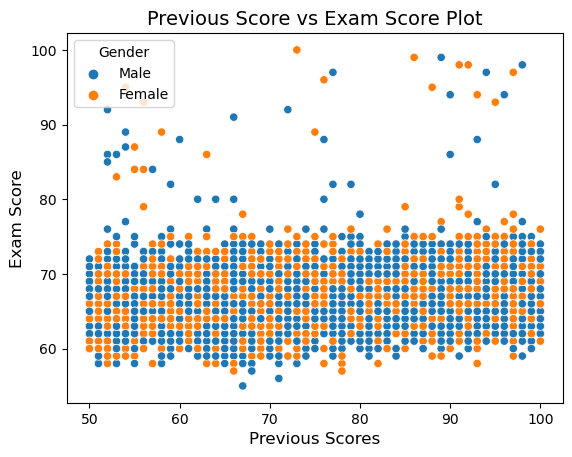 Previous Score vs Exam Score Plot
Gender
Male
Female
Exam Score
100
90
80
70
60
50
60
70
80
90
100
Previous Scores